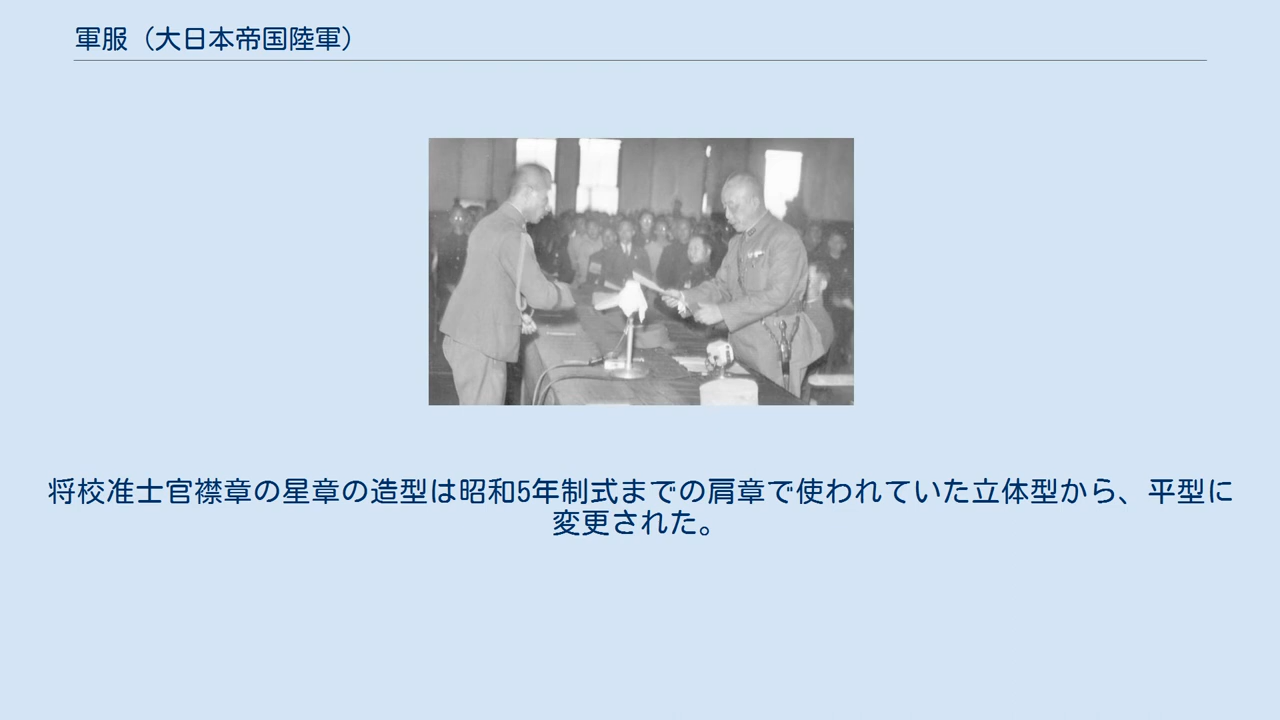 軍服（大日本帝国陸軍）
将校准士官襟章の星章の造型は昭和5年制式までの肩章で使われていた立体型から、平型に
変更された。